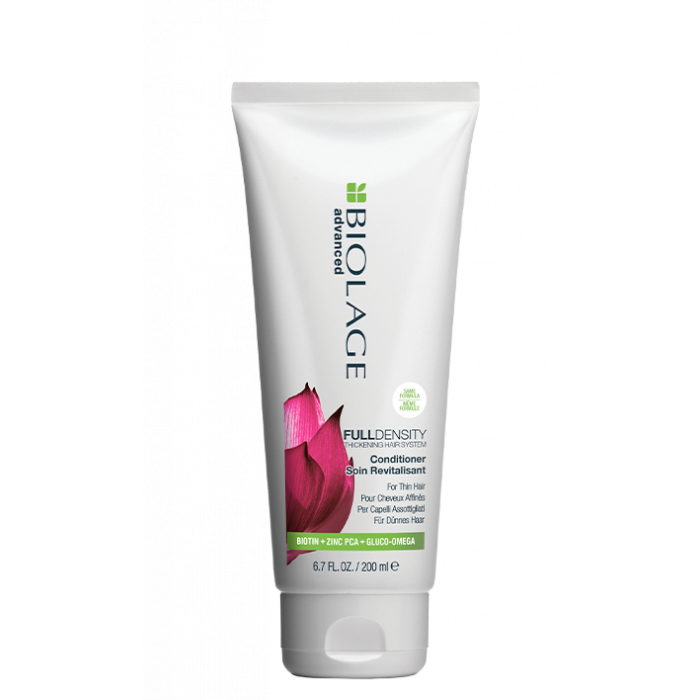 BIOLAGE
advanced
SAME
FORMULA
MÊME
FORMULE
FULLDENSITY
THICKENING HAIR SYSTEM
Conditioner
Soin Revitalisant
For Thin Hair
Pour Cheveux Affinés
Per Capelli Assottigliati
Für Dünnes Haar
BIOTIN + ZINC PCA + GLUCO-OMEGA
6.7 FL. OZ. / 200 ml ℮